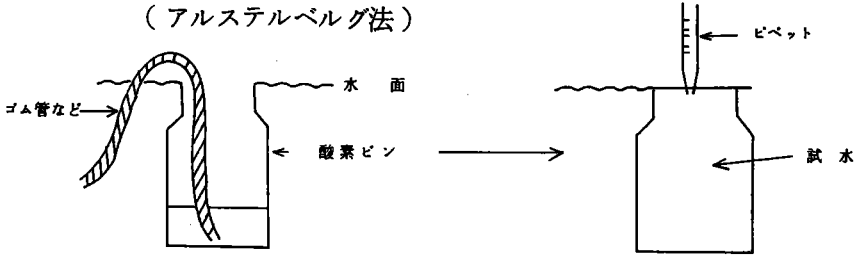 (アルステルベルグ法)
ピペット
水 面
ゴム管など
酸素ビン
試 水